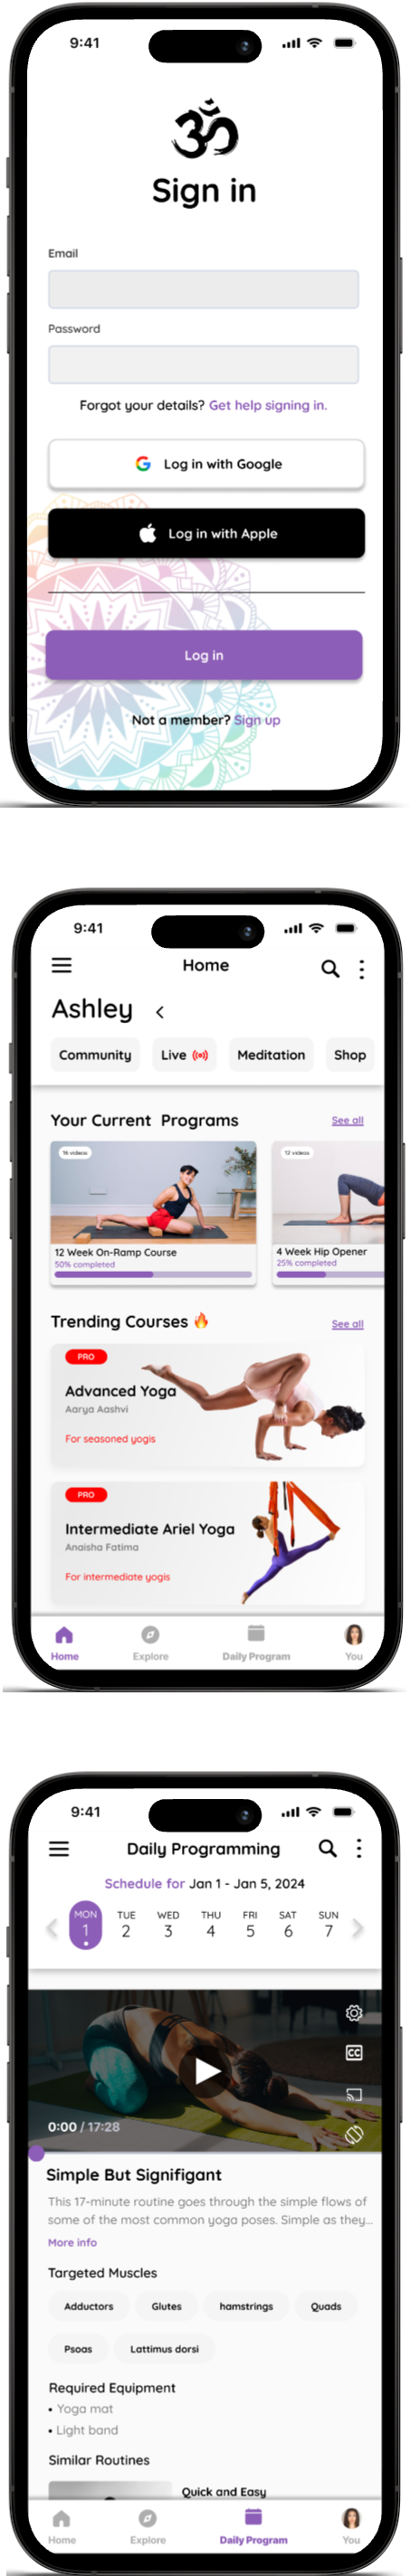 9:41
ॐ
Sign in
Email
Password
Forgot your details? Get help signing in.
Log in with Google
Log in with Apple
Log in
Not a member? Sign up
9:41
Home
Ashley
Community Live Meditation Shop
Your Current Programs See all
16 videos 12 videos
12 Week On-Ramp Course 4 Week Hip Opener
50% completed 25% completed
Trending Courses 🔥 See all
PRO
Advanced Yoga
Aarya Aashvi
For seasoned yogis
PRO
Intermediate Ariel Yoga
Anaisha Fatima
For intermediate yogis
Home Explore Daily Program You
9:41
Daily Programming
Schedule for Jan 1 - Jan 5, 2024
MON TUE WED THU FRI SAT SUN
1 2 3 4 5 6 7
CC
0:00 / 17:28
Simple But Signifigant
This 17-minute routine goes through the simple flows of
some of the most common yoga poses. Simple as they...
More info
Targeted Muscles
Adductors Glutes hamstrings Quads
Psoas Lattimus dorsi
Required Equipment
• Yoga mat
• Light band
Similar Routines
Quick and Easy
Home Explore Daily Program You